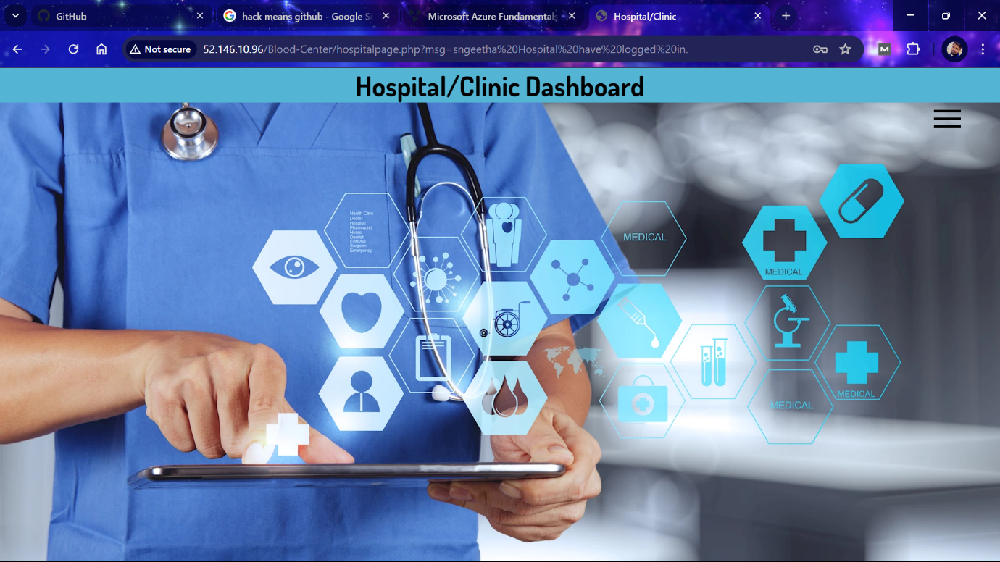 GitHub
hack means github - Google S
Microsoft Azure Fundamentals
Hospital/Clinic
Not secure
52.146.10.96/Blood-Center/hospitalpage.php?msg=sngeetha%20Hospital%20have%20logged%20in.
M
Hospital/Clinic Dashboard
Health Care
Doctor
Hospital
Pharmacist
Nurse
Dentist
First Aid
Surgeon
Emergency
MEDICAL
MEDICAL
MEDICAL
MEDICAL